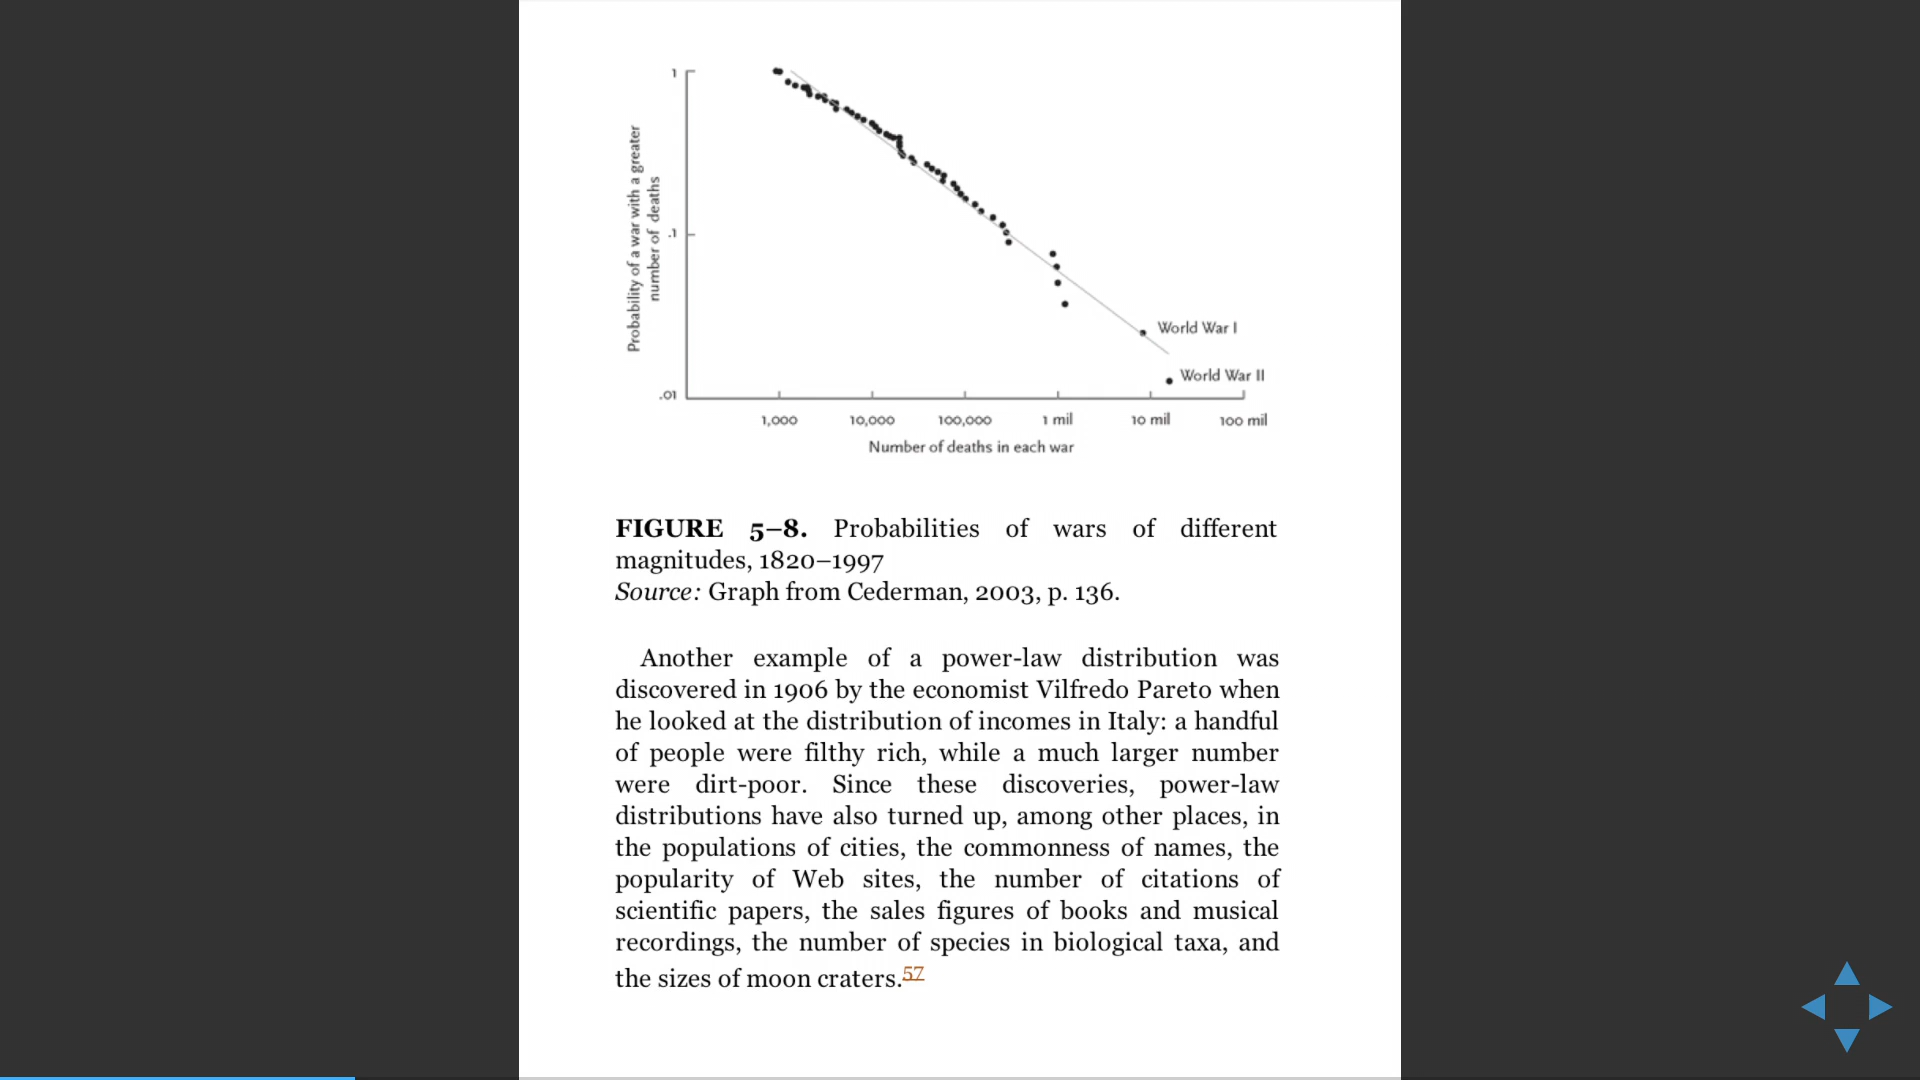 1
Probability of a war with a greater
number of deaths
.1
World War I
World War II
.01
1,000 10,000 100,000 1 mil 10 mil 100 mil
Number of deaths in each war
FIGURE 5–8. Probabilities of wars of different
magnitudes, 1820–1997
Source: Graph from Cederman, 2003, p. 136.
Another example of a power-law distribution was
discovered in 1906 by the economist Vilfredo Pareto when
he looked at the distribution of incomes in Italy: a handful
of people were filthy rich, while a much larger number
were dirt-poor. Since these discoveries, power-law
distributions have also turned up, among other places, in
the populations of cities, the commonness of names, the
popularity of Web sites, the number of citations of
scientific papers, the sales figures of books and musical
recordings, the number of species in biological taxa, and
the sizes of moon craters.57